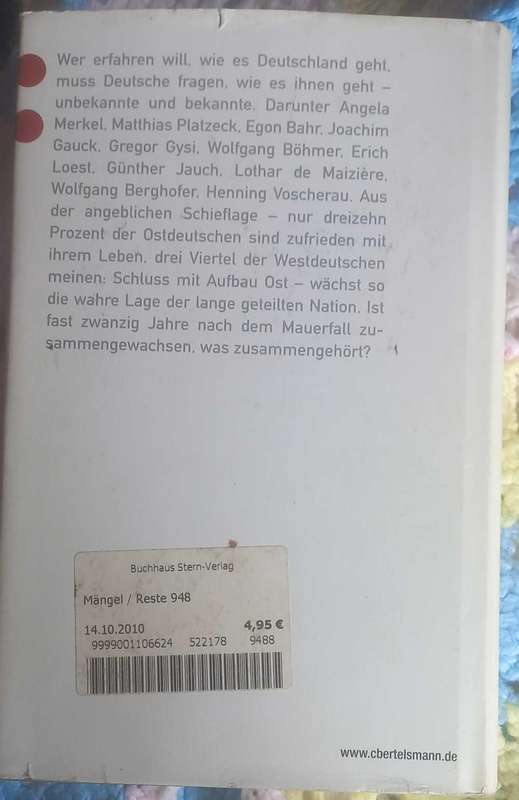 Wer erfahren will, wie es Deutschland geht,
muss Deutsche fragen, wie es ihnen geht –
unbekannte und bekannte. Darunter Angela
Merkel, Matthias Platzeck, Egon Bahr, Joachim
Gauck, Gregor Gysi, Wolfgang Böhmer, Erich
Loest, Günther Jauch, Lothar de Maizière,
Wolfgang Berghofer, Henning Voscherau. Aus
der angeblichen Schieflage – nur dreizehn
Prozent der Ostdeutschen sind zufrieden mit
ihrem Leben, drei Viertel der Westdeutschen
meinen: Schluss mit Aufbau Ost – wächst so
die wahre Lage der lange geteilten Nation. Ist
fast zwanzig Jahre nach dem Mauerfall zu-
sammengewachsen, was zusammengehört?
Buchhaus Stern-Verlag
Mängel / Reste 948
14.10.2010 4,95 €
9999001106624 522178 9488
www.cbertelsmann.de